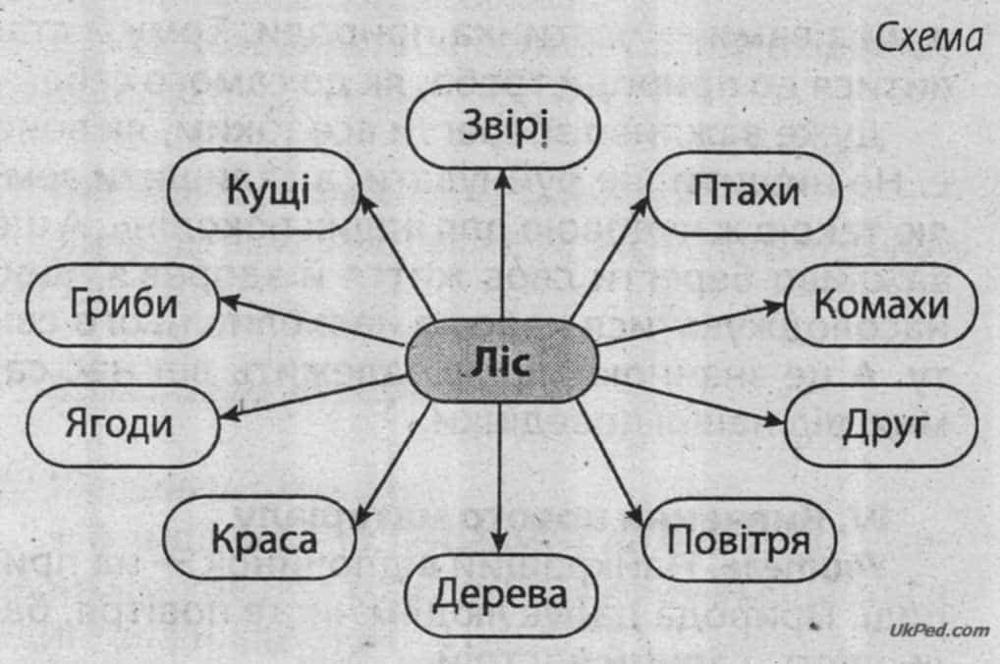 Схема
Звірі
Кущі
Птахи
Гриби
Комахи
Ліс
Ягоди
Друг
Краса
Повітря
Дерева
UkPed.com